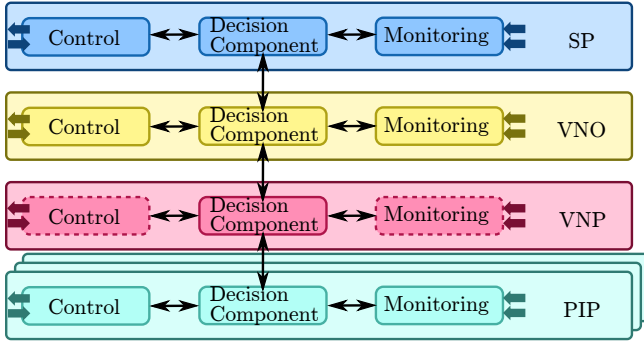 Control
Decision
Component
Monitoring
SP
Control
Decision
Component
Monitoring
VNO
Control
Decision
Component
Monitoring
VNP
Control
Decision
Component
Monitoring
PIP